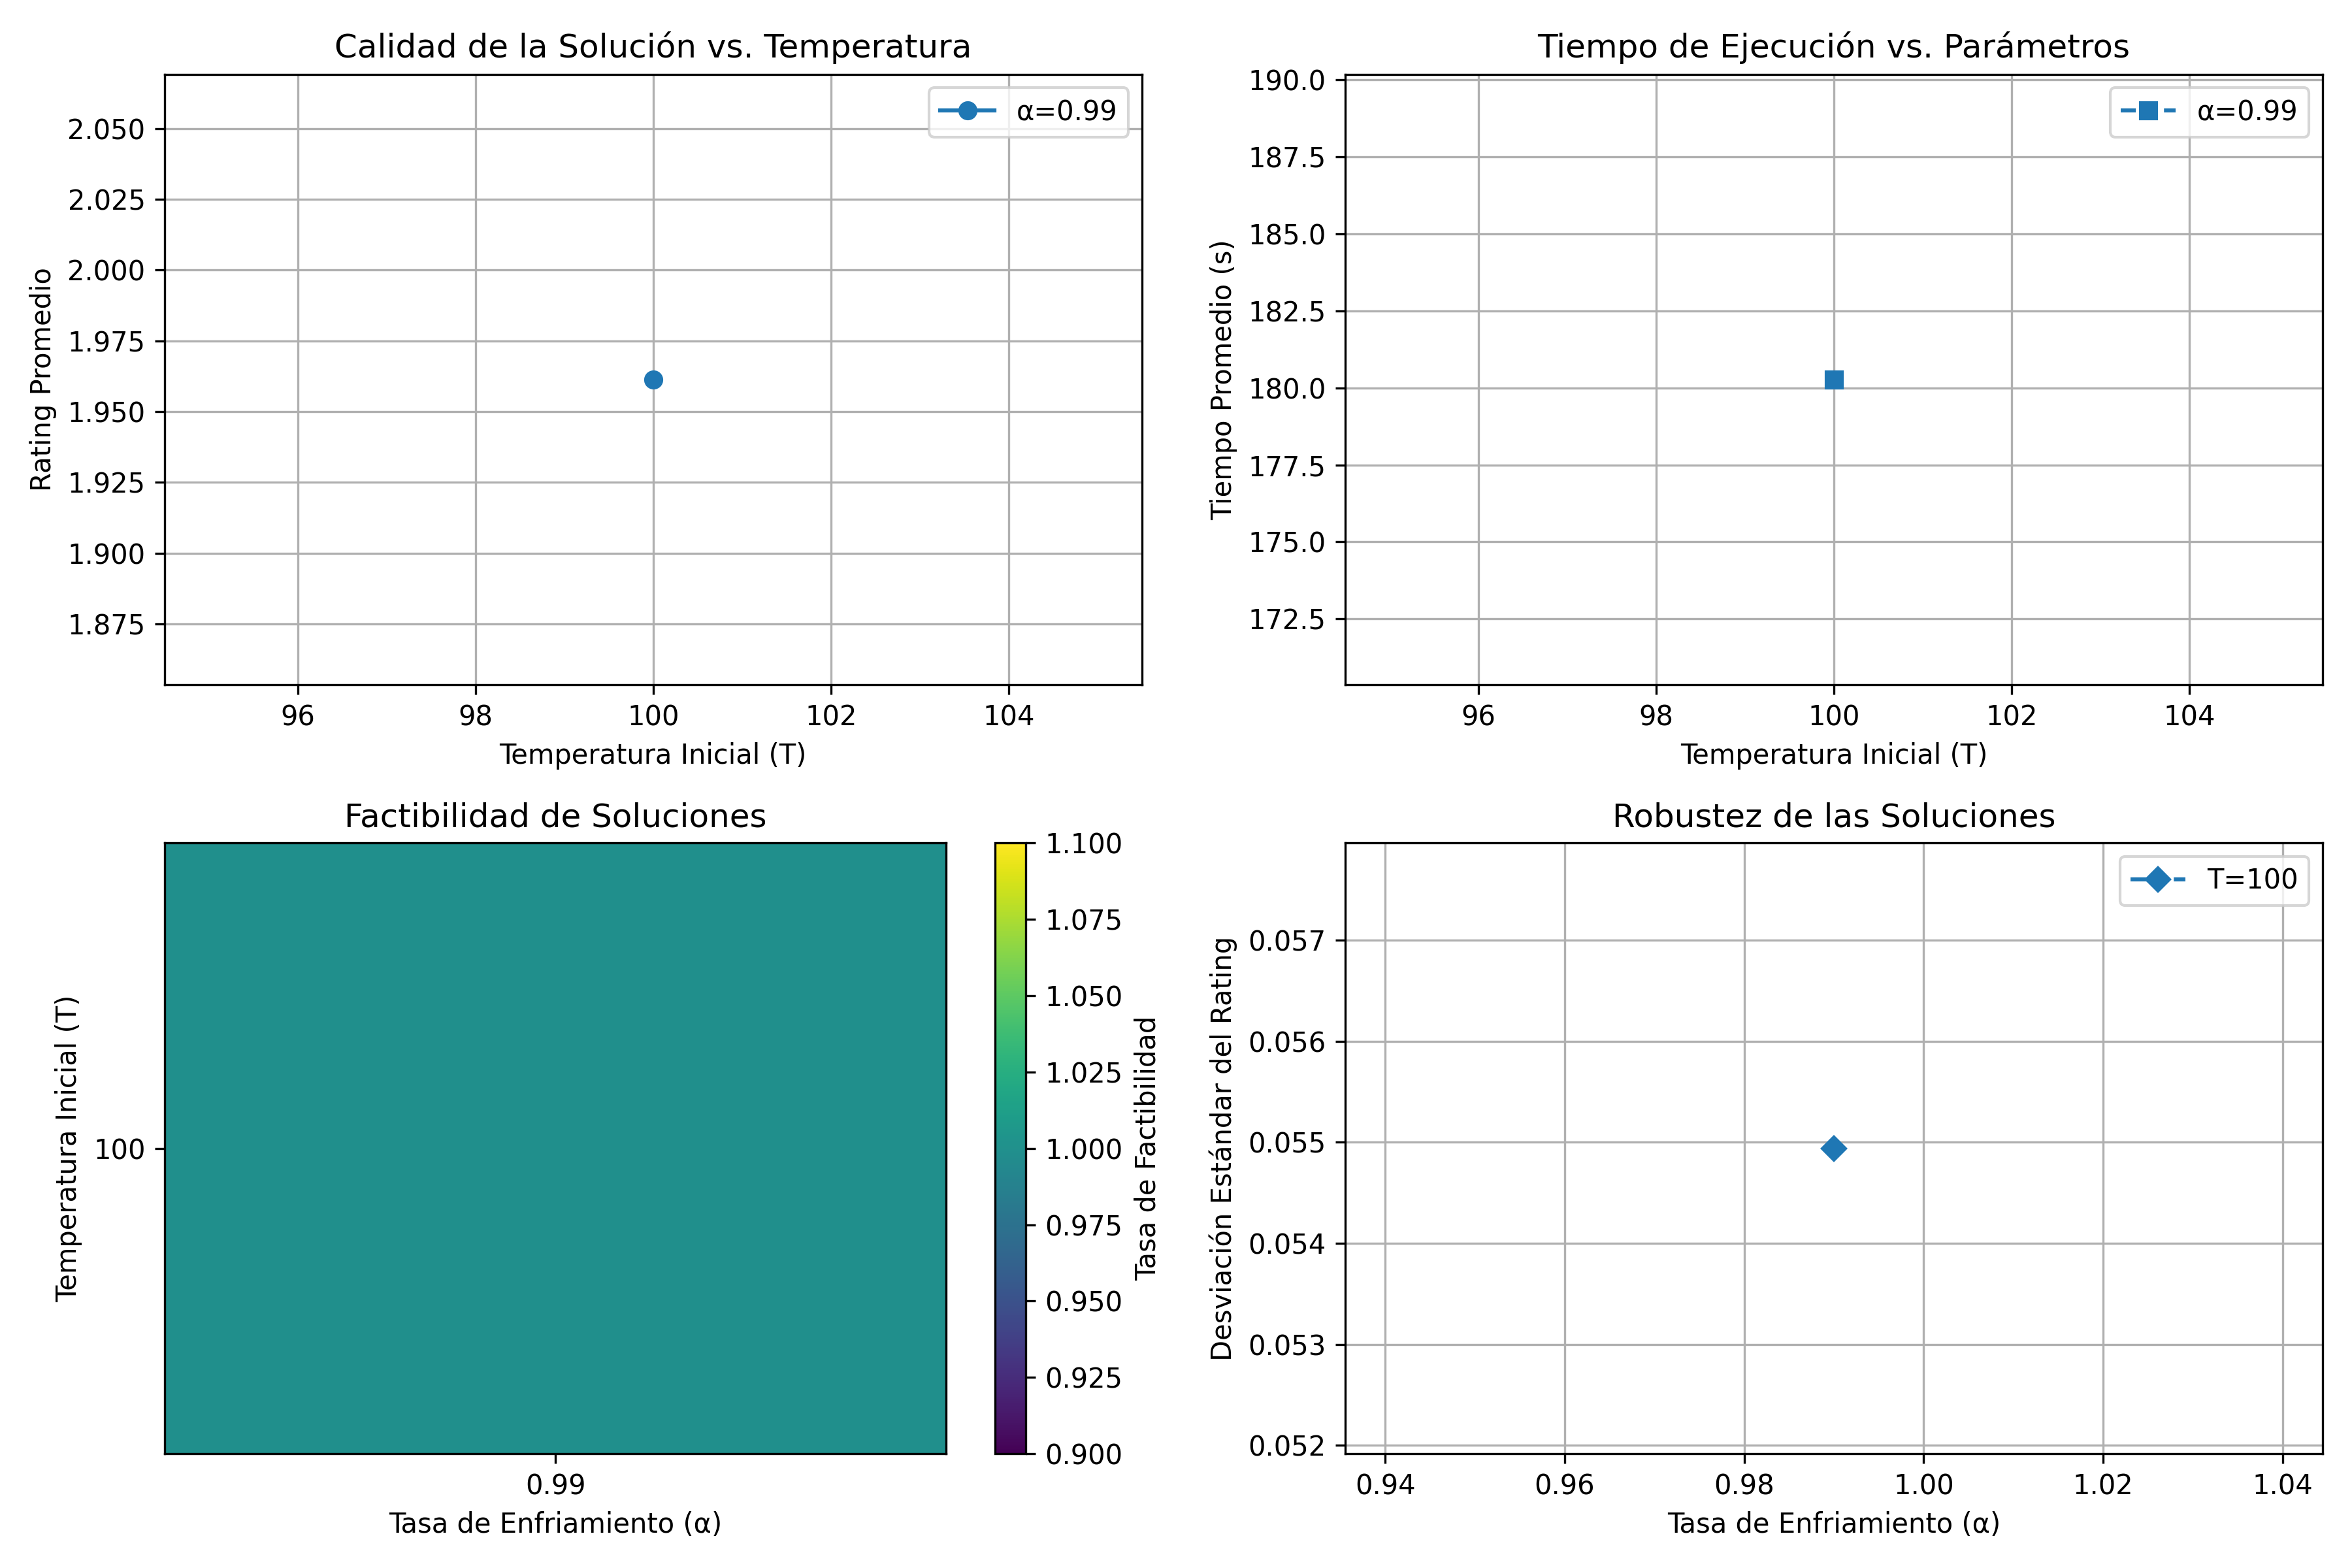 Calidad de la Solución vs. Temperatura
α=0.99
Rating Promedio
2.050
2.025
2.000
1.975
1.950
1.925
1.900
1.875
96 98 100 102 104
Temperatura Inicial (T)
Tiempo de Ejecución vs. Parámetros
α=0.99
Tiempo Promedio (s)
190.0
187.5
185.0
182.5
180.0
177.5
175.0
172.5
96 98 100 102 104
Temperatura Inicial (T)
Factibilidad de Soluciones
Temperatura Inicial (T)
100
0.99
Tasa de Enfriamiento (α)
1.100
1.075
1.050
1.025
1.000
0.975
0.950
0.925
0.900
Tasa de Factibilidad
Robustez de las Soluciones
T=100
Desviación Estándar del Rating
0.057
0.056
0.055
0.054
0.053
0.052
0.94 0.96 0.98 1.00 1.02 1.04
Tasa de Enfriamiento (α)